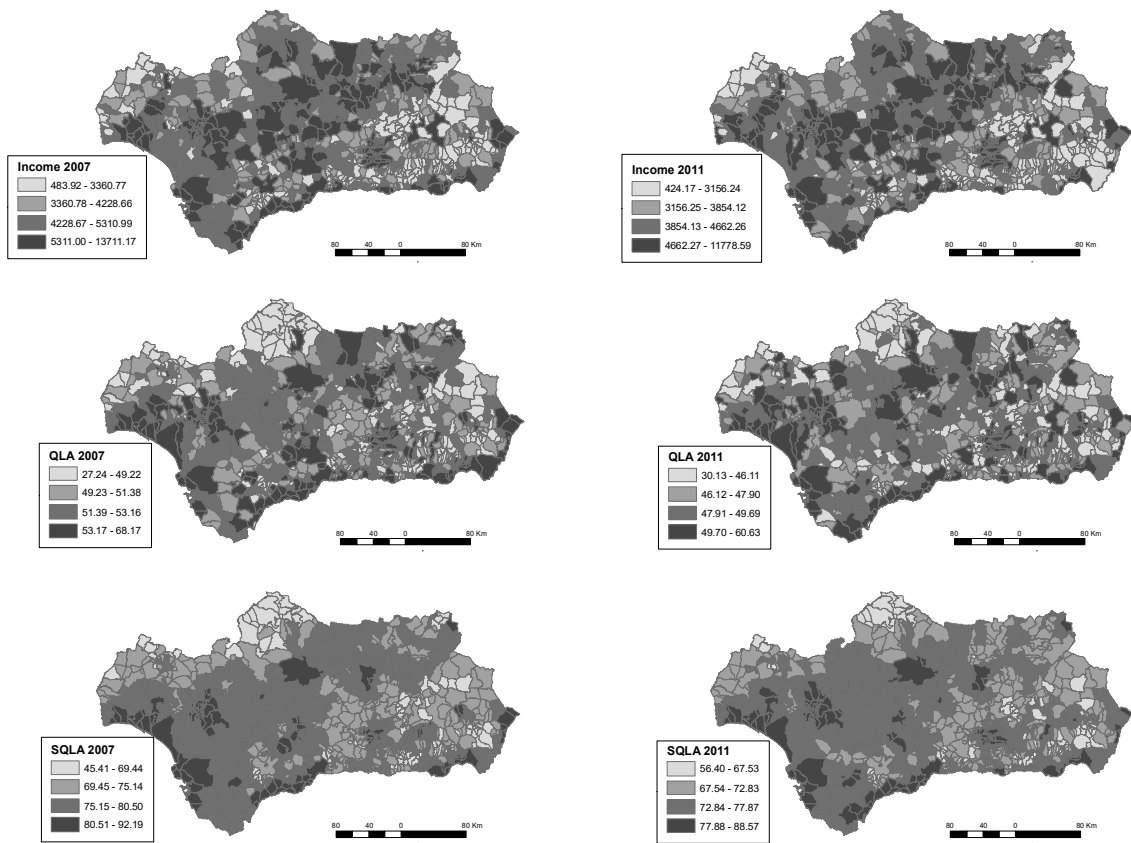 Income 2007
483.92 - 3360.77
3360.78 - 4228.66
4228.67 - 5310.99
5311.00 - 13711.17
80 40 0 80 Km
Income 2011
424.17 - 3156.24
3156.25 - 3854.12
3854.13 - 4662.26
4662.27 - 11778.59
80 40 0 80 Km
QLA 2007
27.24 - 49.22
49.23 - 51.38
51.39 - 53.16
53.17 - 68.17
80 40 0 80 Km
QLA 2011
30.13 - 46.11
46.12 - 47.90
47.91 - 49.69
49.70 - 60.63
80 40 0 80 Km
SQLA 2007
45.41 - 69.44
69.45 - 75.14
75.15 - 80.50
80.51 - 92.19
80 40 0 80 Km
SQLA 2011
56.40 - 67.53
67.54 - 72.83
72.84 - 77.87
77.88 - 88.57
80 40 0 80 Km